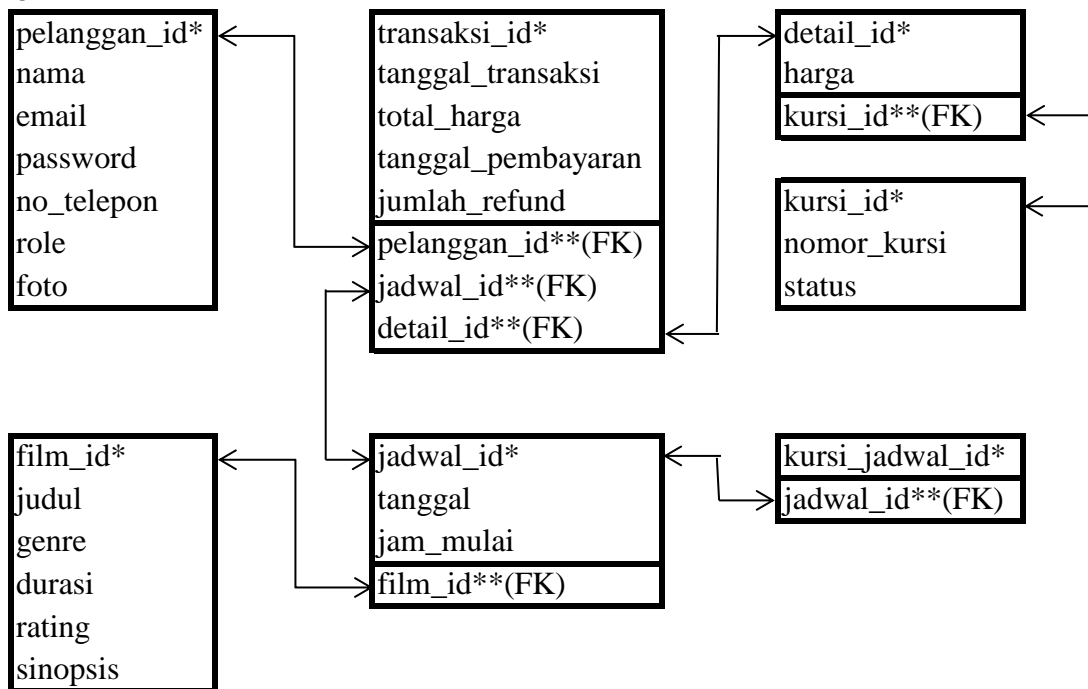 pelanggan_id*
nama
email
password
no_telepon
role
foto
transaksi_id*
tanggal_transaksi
total_harga
tanggal_pembayaran
jumlah_refund
pelanggan_id**(FK)
jadwal_id**(FK)
detail_id**(FK)
detail_id*
harga
kursi_id**(FK)
kursi_id*
nomor_kursi
status
film_id*
judul
genre
durasi
rating
sinopsis
jadwal_id*
tanggal
jam_mulai
film_id**(FK)
kursi_jadwal_id*
jadwal_id**(FK)